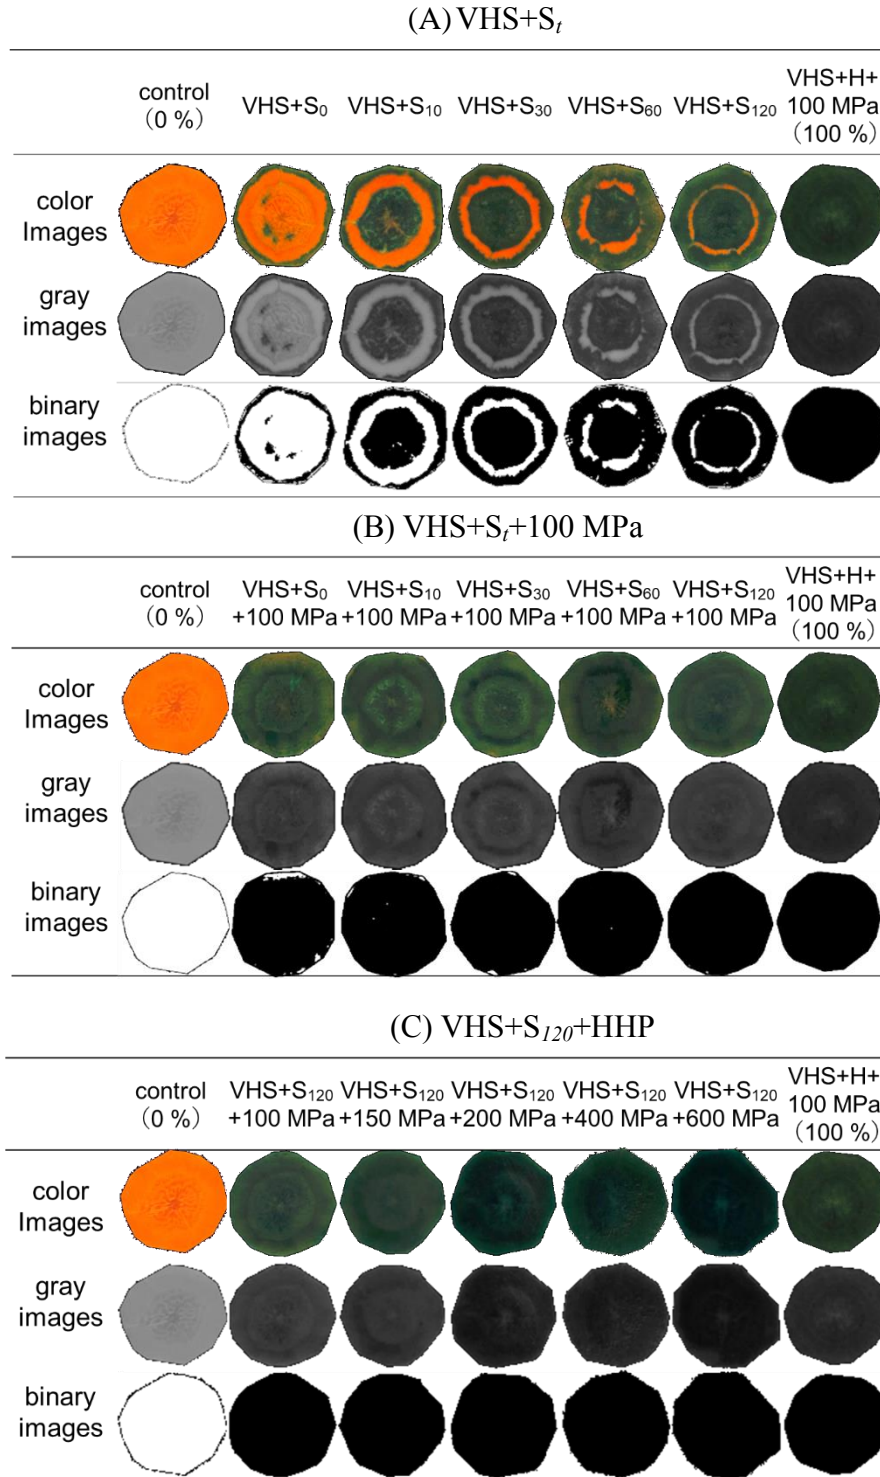 (A) VHS+Sₜ
control (0 %) VHS+S₀ VHS+S₁₀ VHS+S₃₀ VHS+S₆₀ VHS+S₁₂₀ VHS+H+ 100 MPa (100 %)
color
Images
gray
images
binary
images
(B) VHS+Sₜ+100 MPa
control (0 %) VHS+S₀ +100 MPa VHS+S₁₀ +100 MPa VHS+S₃₀ +100 MPa VHS+S₆₀ +100 MPa VHS+S₁₂₀ +100 MPa VHS+H+ 100 MPa (100 %)
color
Images
gray
images
binary
images
(C) VHS+S₁₂₀+HHP
control (0 %) VHS+S₁₂₀ +100 MPa VHS+S₁₂₀ +150 MPa VHS+S₁₂₀ +200 MPa VHS+S₁₂₀ +400 MPa VHS+S₁₂₀ +600 MPa VHS+H+ 100 MPa (100 %)
color
Images
gray
images
binary
images